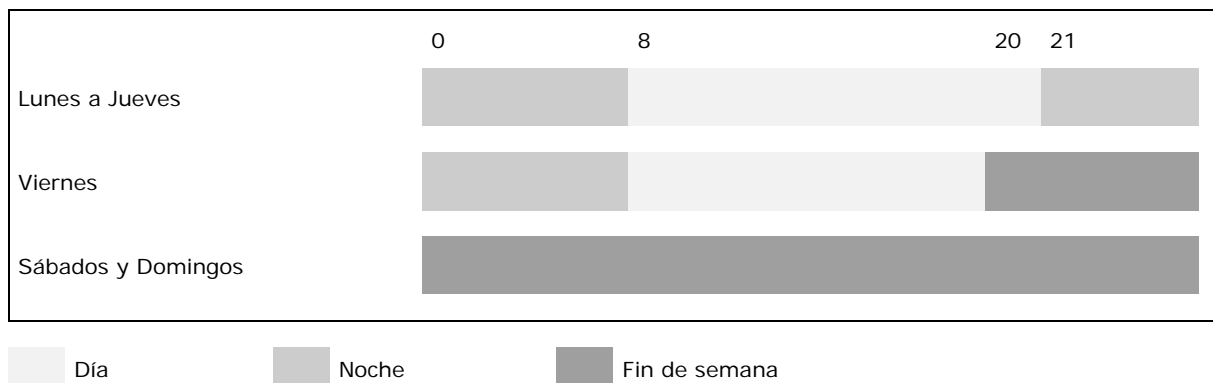 0 8 20 21
Lunes a Jueves
Viernes
Sábados y Domingos
Día Noche Fin de semana